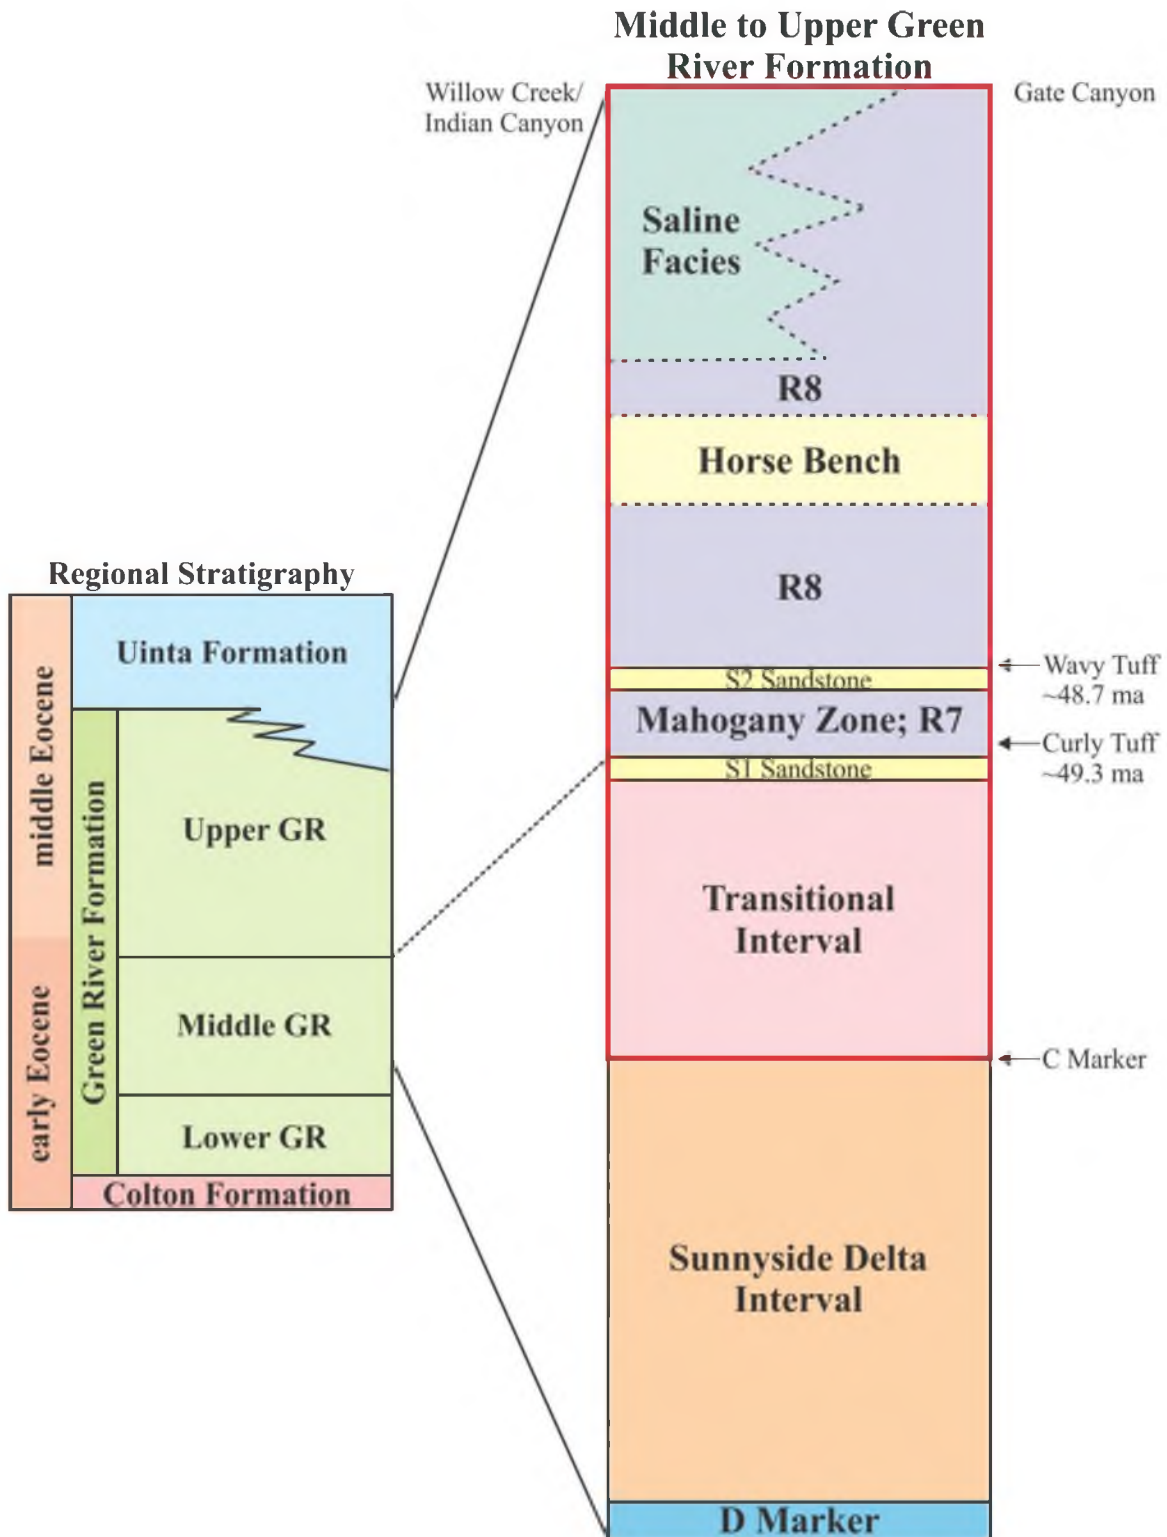 Middle to Upper Green
River Formation
Willow Creek/
Indian Canyon
Gate Canyon
Saline
Facies
R8
Horse Bench
R8
Wavy Tuff
~48.7 ma
S2 Sandstone
Mahogany Zone; R7
Curly Tuff
~49.3 ma
S1 Sandstone
Transitional
Interval
C Marker
Sunnyside Delta
Interval
D Marker
Regional Stratigraphy
middle Eocene
early Eocene
Green River Formation
Uinta Formation
Upper GR
Middle GR
Lower GR
Colton Formation